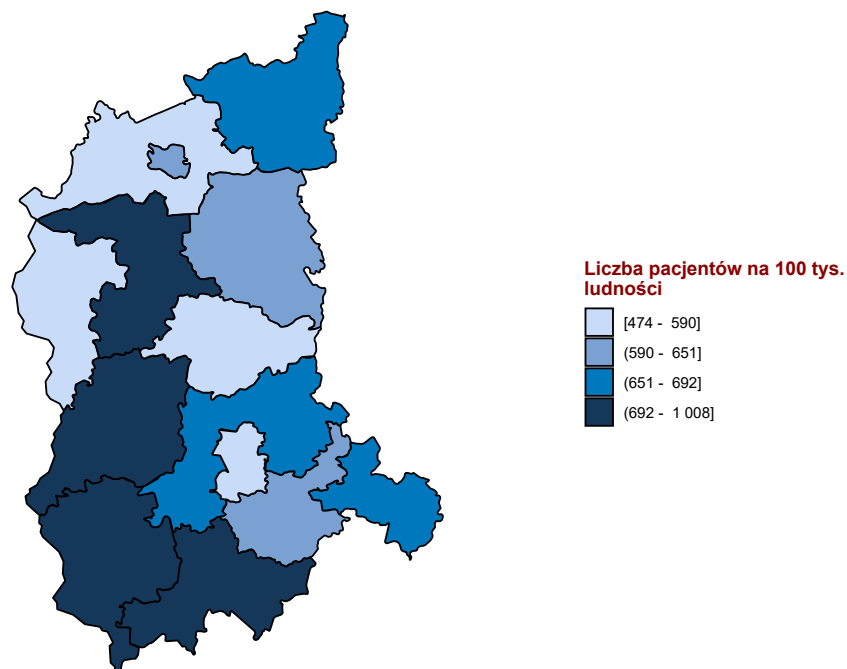 Liczba pacjentów na 100 tys.
ludności
[474 - 590]
(590 - 651]
(651 - 692]
(692 - 1 008]